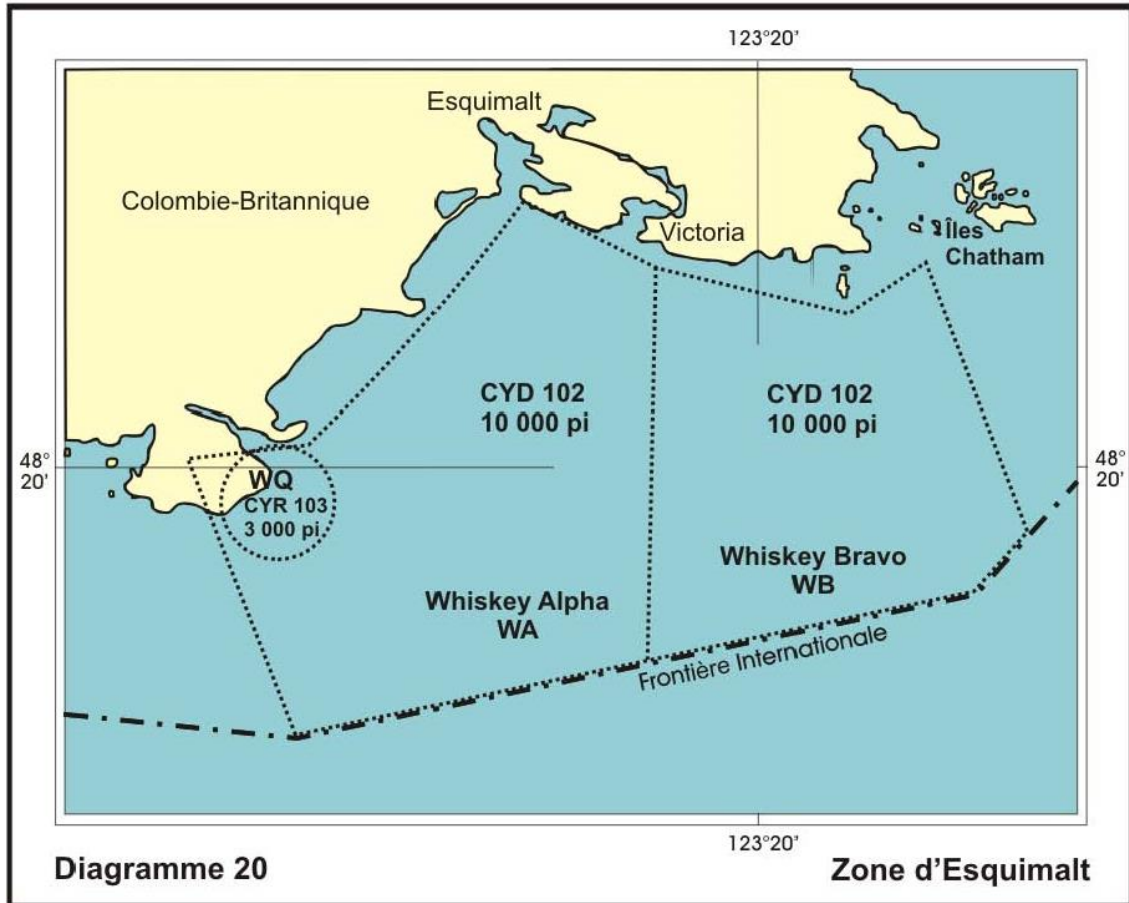 123°20'
Esquimalt
Colombie-Britannique
Victoria
Îles
Chatham
CYD 102
10 000 pi
CYD 102
10 000 pi
48°
20'
48°
20'
WQ
CYR 103
3 000 pi
Whiskey Bravo
WB
Whiskey Alpha
WA
Frontière Internationale
123°20'
Diagramme 20
Zone d'Esquimalt